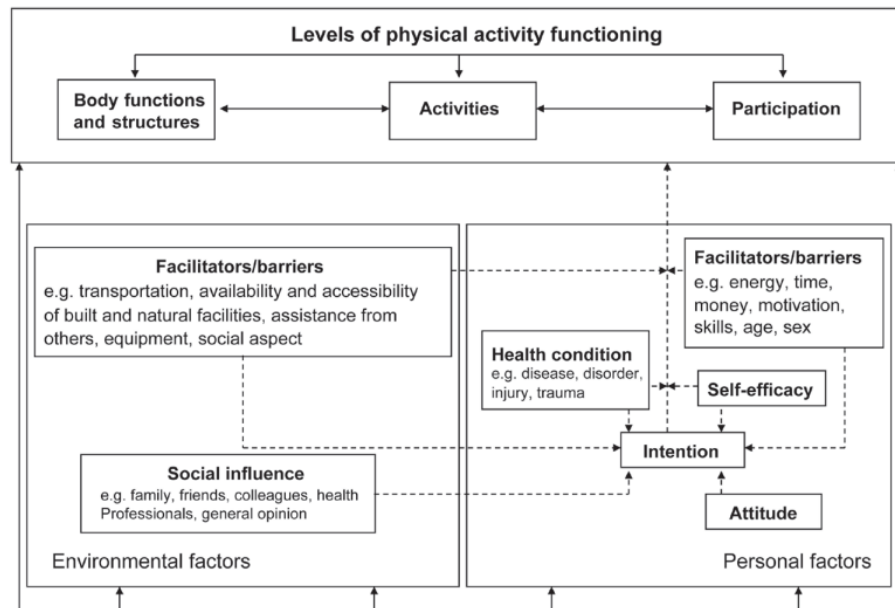 Levels of physical activity functioning
Body functions
and structures
Activities
Participation
Facilitators/barriers
e.g. transportation, availability and accessibility
of built and natural facilities, assistance from
others, equipment, social aspect
Facilitators/barriers
e.g. energy, time,
money, motivation,
skills, age, sex
Health condition
e.g. disease, disorder,
injury, trauma
Self-efficacy
Intention
Social influence
e.g. family, friends, colleagues, health
Professionals, general opinion
Attitude
Environmental factors
Personal factors